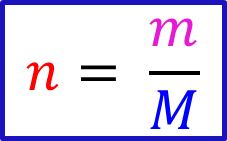 n = m/M